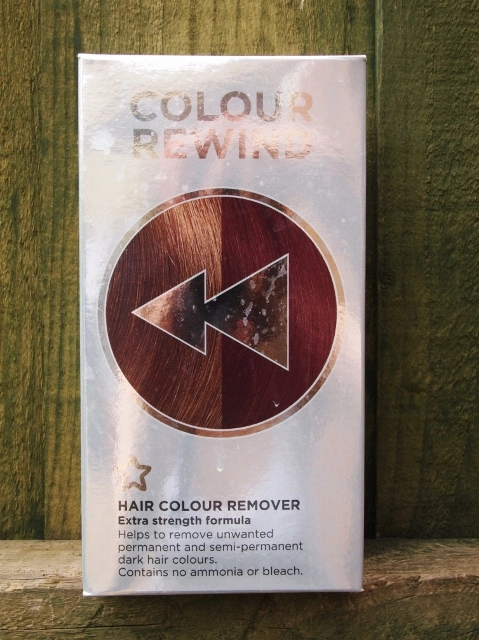 COLOUR
REWIND
HAIR COLOUR REMOVER
Extra strength formula
Helps to remove unwanted
permanent and semi-permanent
dark hair colours.
Contains no ammonia or bleach.